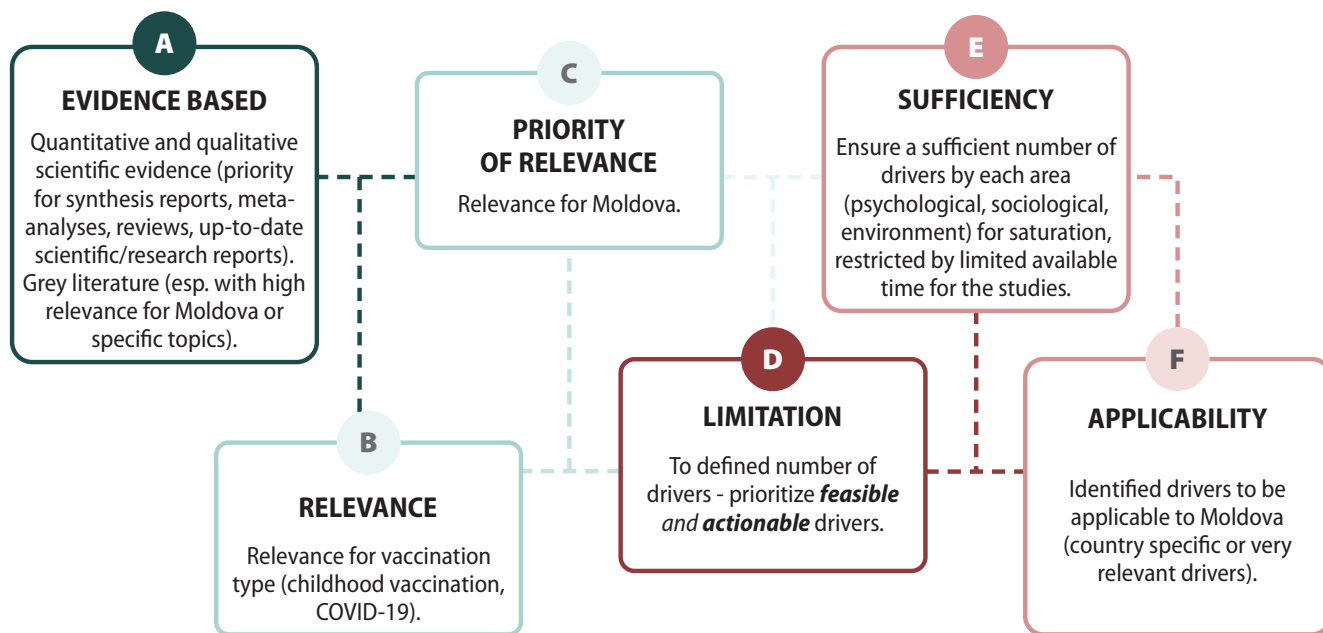 A
EVIDENCE BASED
Quantitative and qualitative
scientific evidence (priority
for synthesis reports, meta-
analyses, reviews, up-to-date
scientific/research reports).
Grey literature (esp. with high
relevance for Moldova or
specific topics).
B
RELEVANCE
Relevance for vaccination
type (childhood vaccination,
COVID-19).
C
PRIORITY
OF RELEVANCE
Relevance for Moldova.
D
LIMITATION
To defined number of
drivers - prioritize feasible
and actionable drivers.
E
SUFFICIENCY
Ensure a sufficient number of
drivers by each area
(psychological, sociological,
environment) for saturation,
restricted by limited available
time for the studies.
F
APPLICABILITY
Identified drivers to be
applicable to Moldova
(country specific or very
relevant drivers).